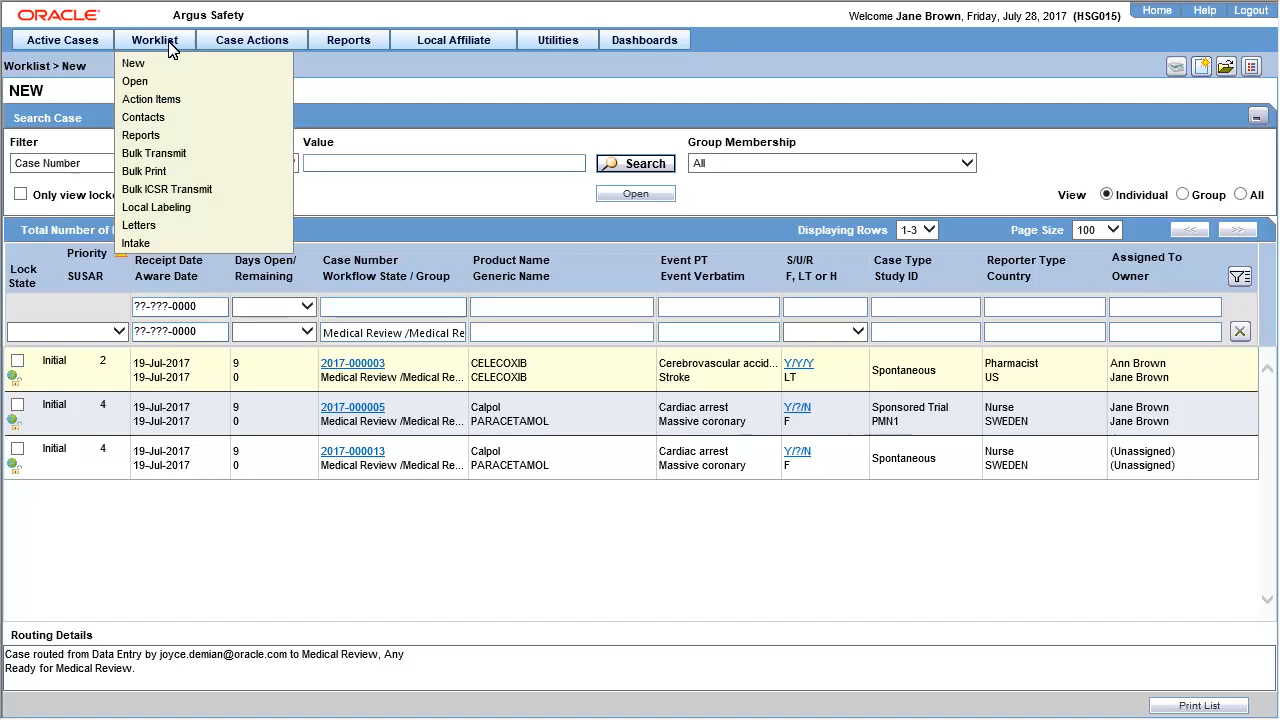 ORACLE Argus Safety Welcome Jane Brown, Friday, July 28, 2017 (HSG015) Home Help Logout
Active Cases Worklist Case Actions Reports Local Affiliate Utilities Dashboards
Worklist > New
NEW
New
Open
Action Items
Contacts
Reports
Bulk Transmit
Bulk Print
Bulk ICSR Transmit
Local Labeling
Letters
Intake
Search Case
Filter Value Group Membership
Case Number Search All
Only view Open View Individual Group All
Total Number of Displaying Rows 1-3 Page Size 100 << >>
Priority Receipt Date Days Open/ Case Number Product Name Event PT S/U/R Case Type Reporter Type Assigned To
Lock State SUSAR Aware Date Remaining Workflow State / Group Generic Name Event Verbatim F, LT or H Study ID Country Owner
??-???-0000
??-???-0000 Medical Review /Medical Re
Initial 2 19-Jul-2017 9 2017-000003 CELECOXIB Cerebrovascular accid... Y/Y/Y Spontaneous Pharmacist Ann Brown
19-Jul-2017 0 Medical Review /Medical Re... CELECOXIB Stroke LT US Jane Brown
Initial 4 19-Jul-2017 9 2017-000005 Calpol Cardiac arrest Y/?/N Sponsored Trial Nurse Jane Brown
19-Jul-2017 0 Medical Review /Medical Re... PARACETAMOL Massive coronary F PMN1 SWEDEN Jane Brown
Initial 4 19-Jul-2017 9 2017-000013 Calpol Cardiac arrest Y/?/N Spontaneous Nurse (Unassigned)
19-Jul-2017 0 Medical Review /Medical Re... PARACETAMOL Massive coronary F SWEDEN (Unassigned)
Routing Details
Case routed from Data Entry by joyce.demian@oracle.com to Medical Review, Any
Ready for Medical Review.
Print List